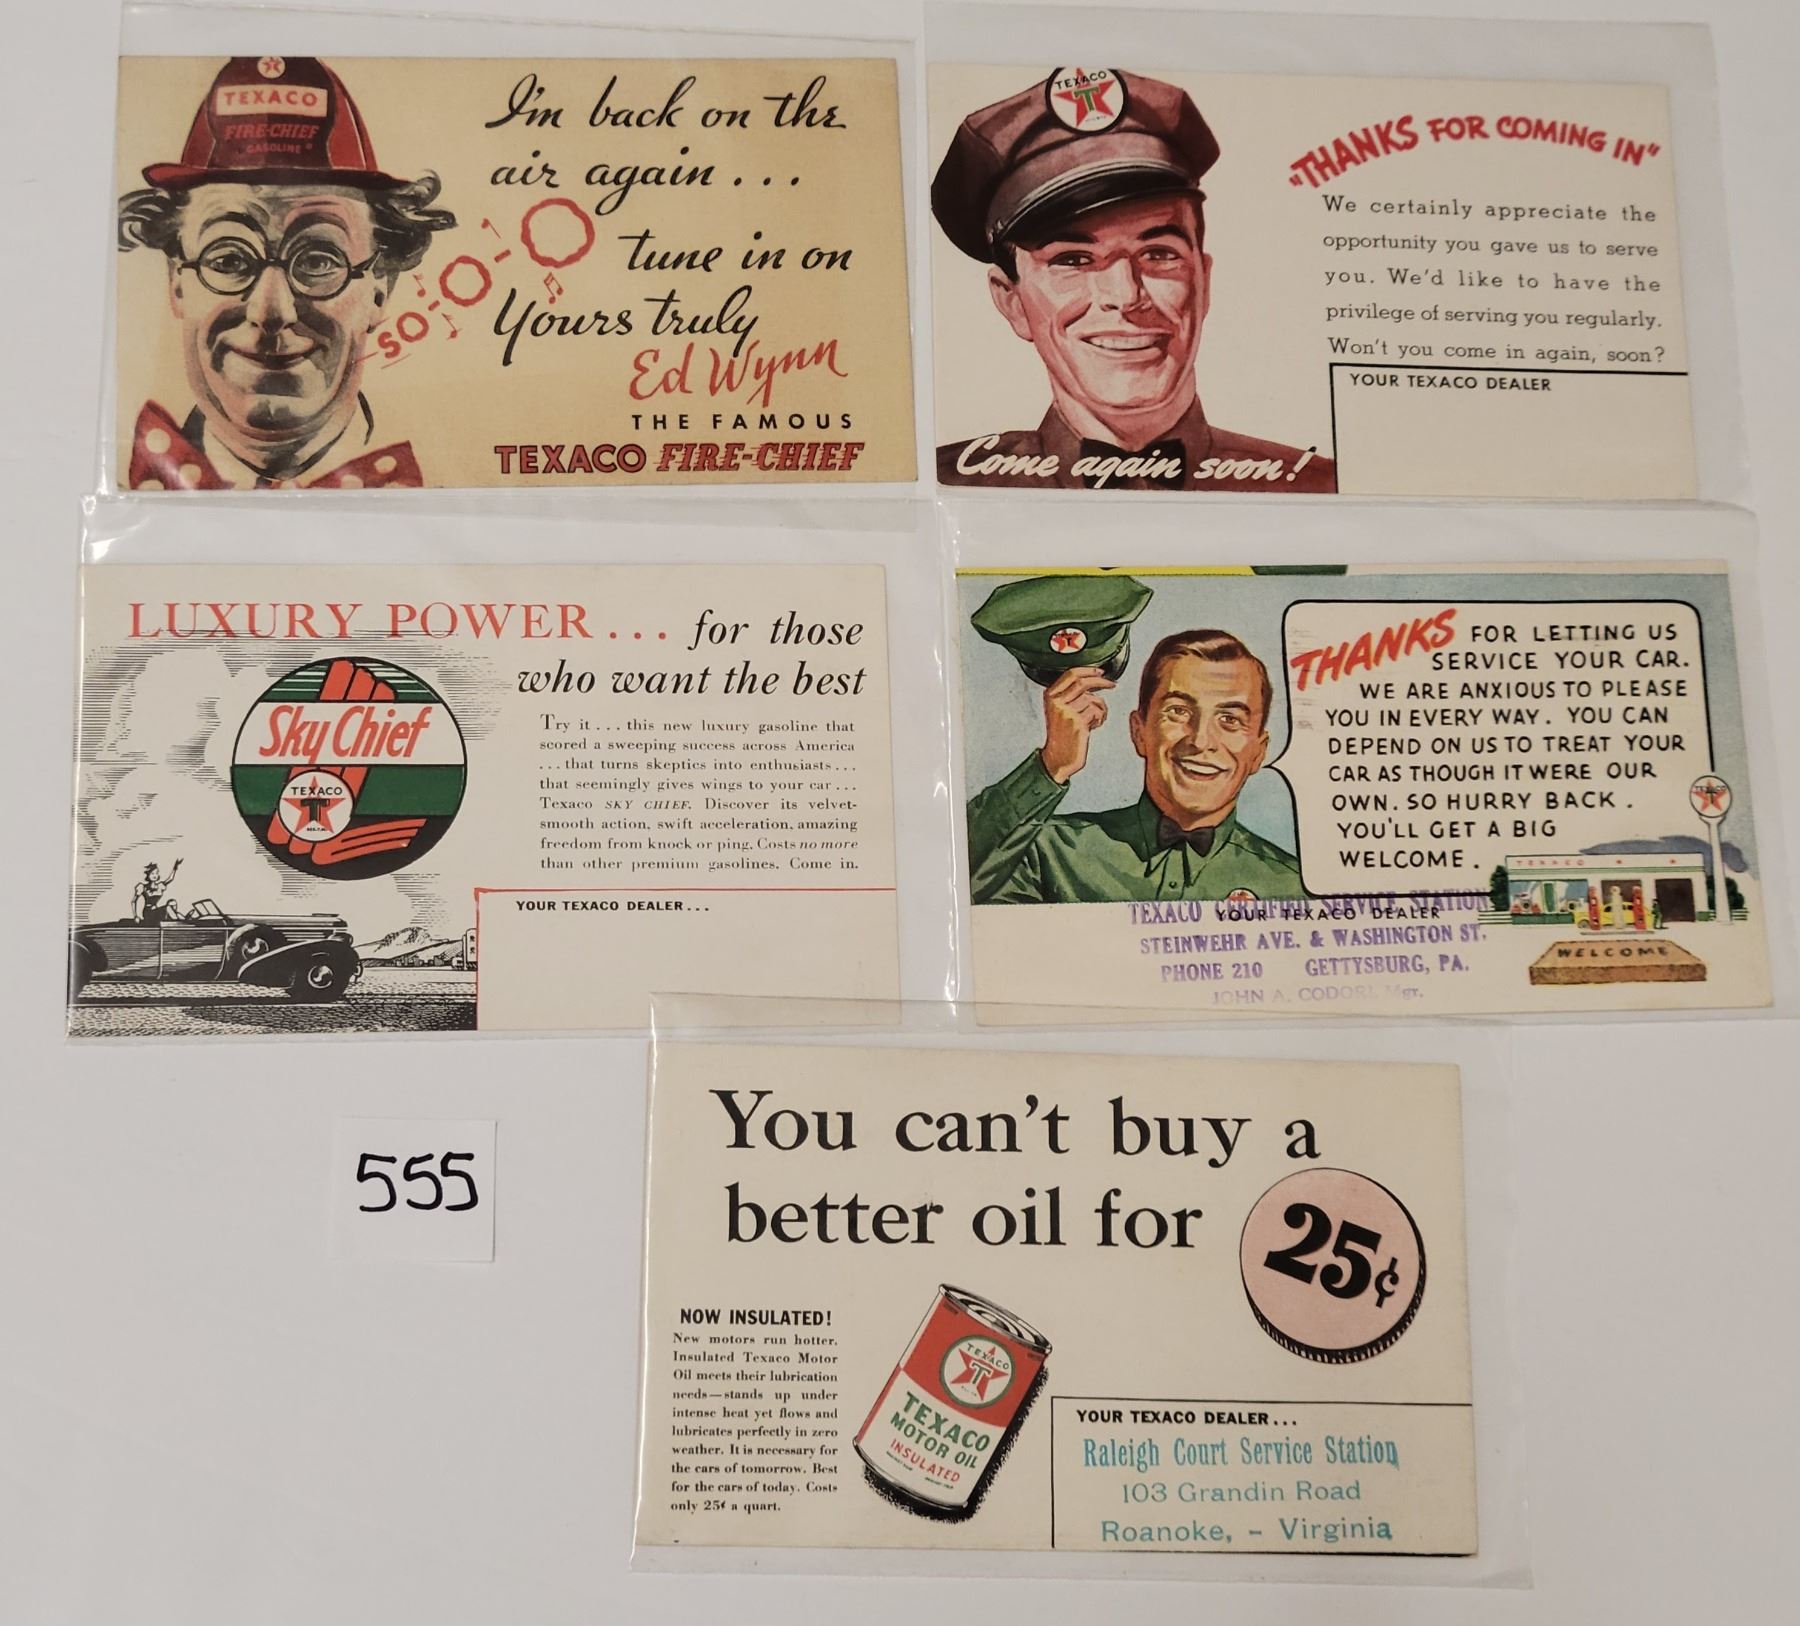 TEXACO
FIRE-CHIEF
GASOLINE
I'm back on the
air again...
SO-O-O-O
tune in on
Yours truly
Ed Wynn
THE FAMOUS
TEXACO FIRE-CHIEF
TEXACO
T
"THANKS FOR COMING IN"
We certainly appreciate the
opportunity you gave us to serve
you. We'd like to have the
privilege of serving you regularly.
Won't you come in again, soon?
YOUR TEXACO DEALER
Come again soon!
LUXURY POWER... for those
who want the best
Sky Chief
TEXACO
T
REG. T.M.
Try it... this new luxury gasoline that
scored a sweeping success across America
...that turns skeptics into enthusiasts...
that seemingly gives wings to your car...
Texaco SKY CHIEF. Discover its velvet-
smooth action, swift acceleration, amazing
freedom from knock or ping. Costs no more
than other premium gasolines. Come in.
YOUR TEXACO DEALER...
THANKS FOR LETTING US
SERVICE YOUR CAR.
WE ARE ANXIOUS TO PLEASE
YOU IN EVERY WAY. YOU CAN
DEPEND ON US TO TREAT YOUR
CAR AS THOUGH IT WERE OUR
OWN. SO HURRY BACK.
YOU'LL GET A BIG
WELCOME.
TEXACO
TEXACO
WELCOME
YOUR TEXACO DEALER
TEXACO CERTIFIED SERVICE STATION
STEINWEHR AVE. & WASHINGTON ST.
PHONE 210 GETTYSBURG, PA.
JOHN A. CODORI, Mgr.
555
You can't buy a
better oil for
25¢
NOW INSULATED!
New motors run hotter.
Insulated Texaco Motor
Oil meets their lubrication
needs—stands up under
intense heat yet flows and
lubricates perfectly in zero
weather. It is necessary for
the cars of tomorrow. Best
for the cars of today. Costs
only 25¢ a quart.
TEXACO
T
TEXACO
MOTOR OIL
INSULATED
YOUR TEXACO DEALER...
Raleigh Court Service Station
103 Grandin Road
Roanoke, - Virginia